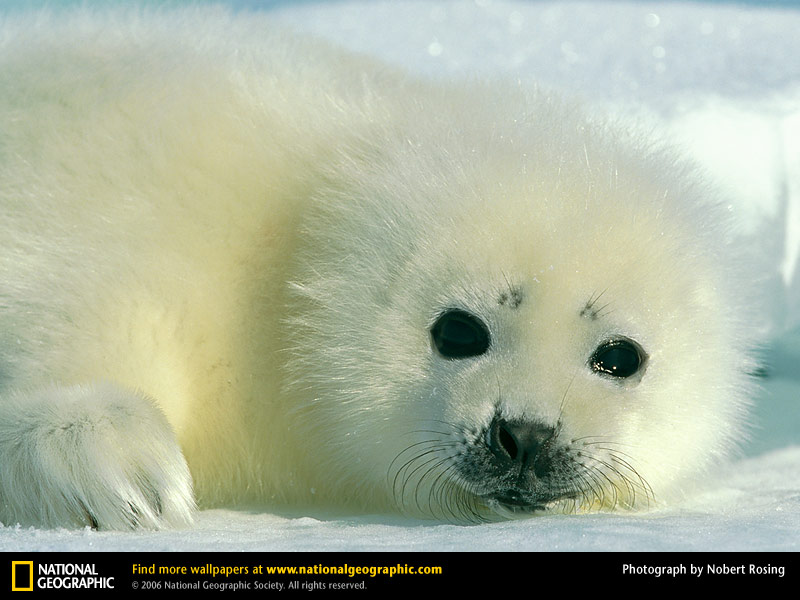 NATIONAL
GEOGRAPHIC
Find more wallpapers at www.nationalgeographic.com
© 2006 National Geographic Society. All rights reserved.
Photograph by Nobert Rosing